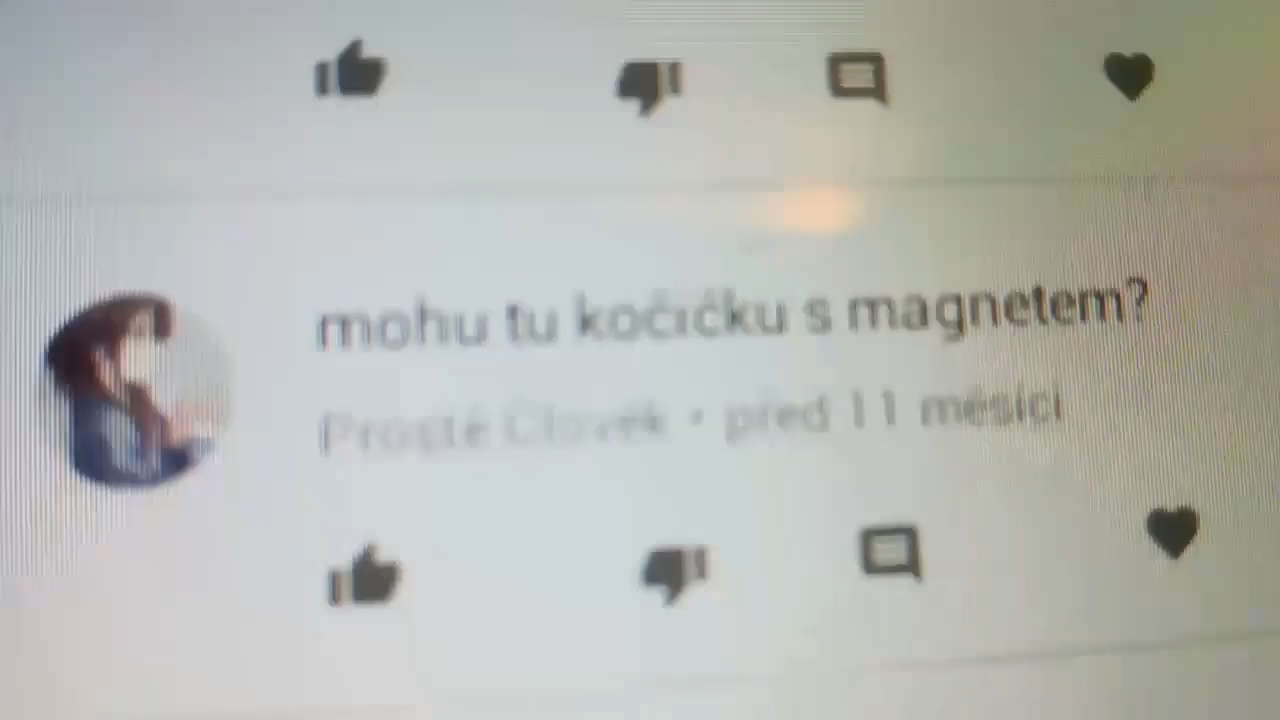 mohu tu kočičku s magnetem?
Prostě Člověk • před 11 měsíci